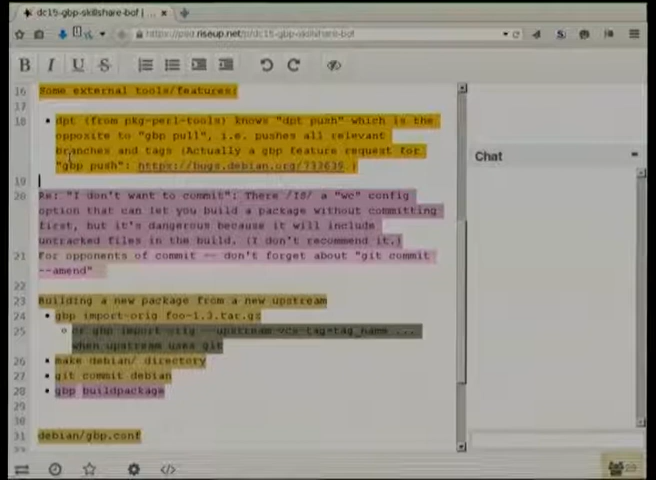 dc15-gbp-skillshare-bof | ...
https://pad.riseup.net/p/dc15-gbp-skillshare-bof
B I U S
16 Some external tools/features:
17
18 dpt (from pkg-perl-tools) knows "dpt push" which is the
opposite to "gbp pull", i.e. pushes all relevant
branches and tags (Actually a gbp feature request for
"gbp push": https://bugs.debian.org/733639 )
19
20 Re: "I don't want to commit": There /IS/ a "wc" config
option that can let you build a package without committing
first, but it's dangerous because it will include
untracked files in the build. (I don't recommend it.)
21 For opponents of commit -- don't forget about "git commit
--amend"
22
23 Building a new package from a new upstream
24 gbp import-orig foo-1.3.tar.gz
25 or gbp import-orig --upstream-vcs-tag=tag_name ...
when upstream uses git
26 make debian/ directory
27 git commit debian
28 gbp buildpackage
29
30
31 debian/gbp.conf
Chat